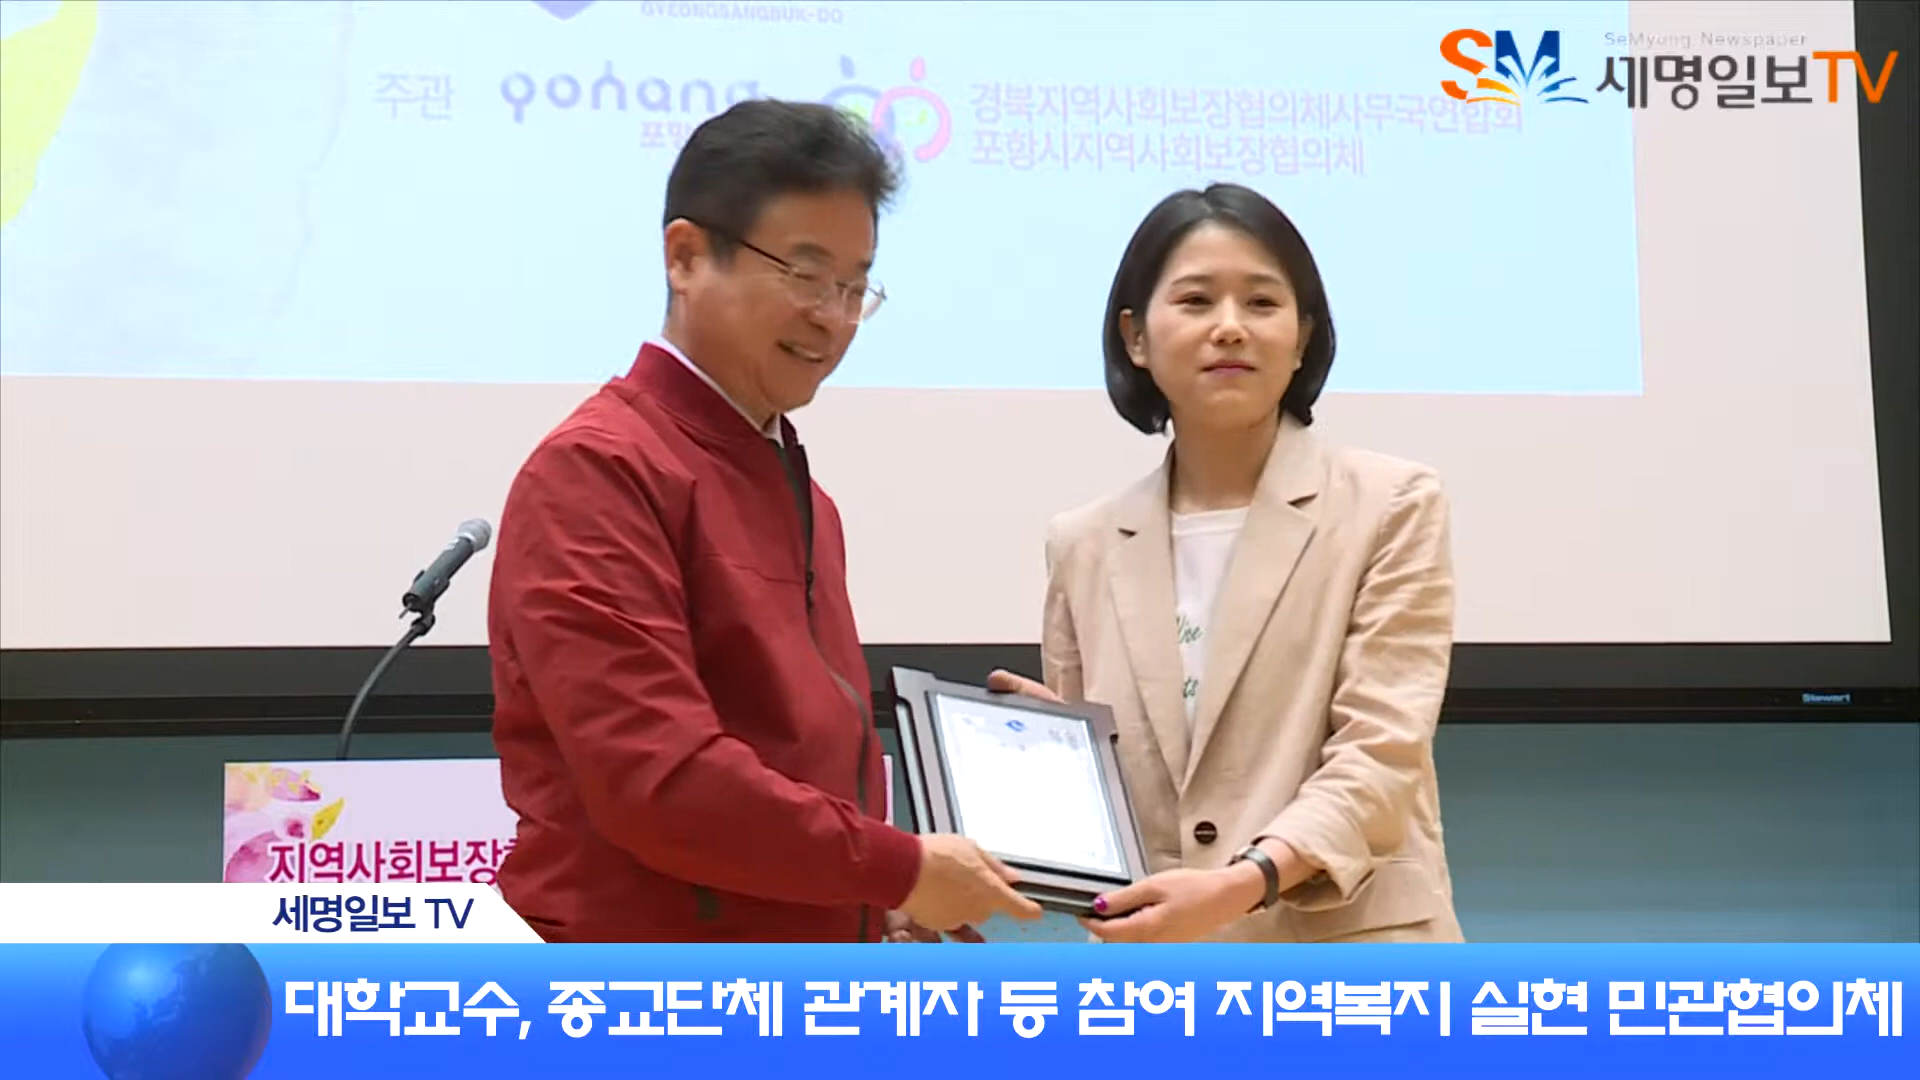 GYEONGSANGBUK-DO
SeMyung Newspaper
SM 세명일보TV
주관
pohang
경북지역사회보장협의체사무국연합회
포항시지역사회보장협의체
Stewart
지역사회보장
세명일보 TV
대학교수, 종교단체 관계자 등 참여 지역복지 실현 민관협의체